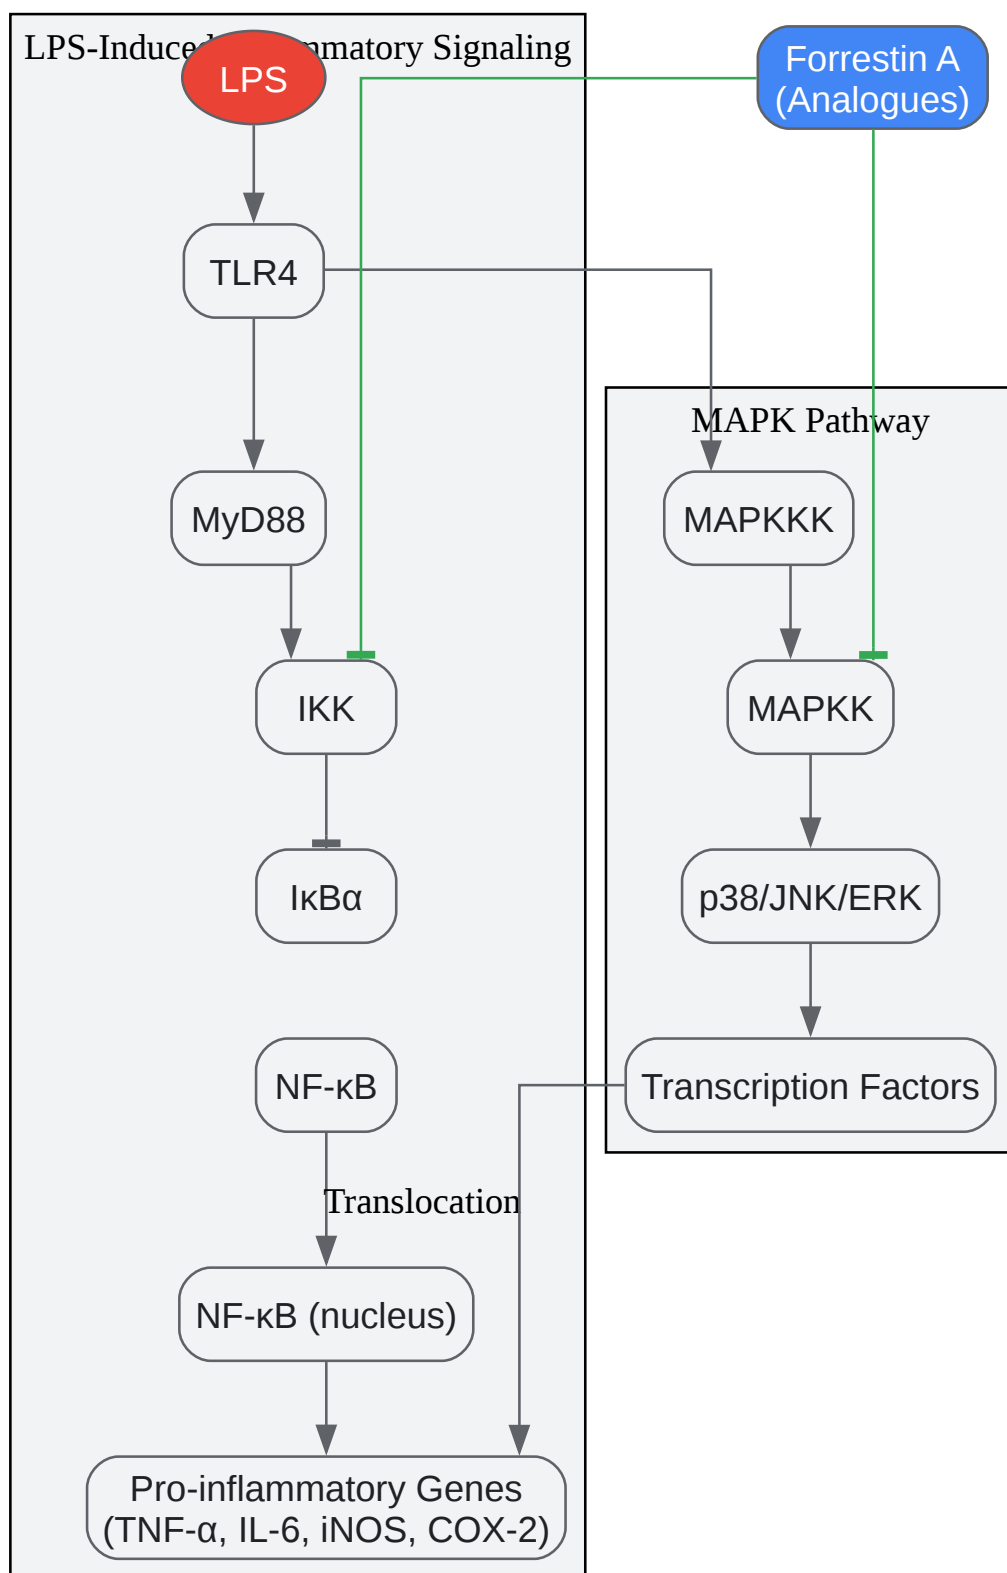 LPS-Induced mmatory Signaling
LPS
Forrestin A
(Analogues)
TLR4
MAPK Pathway
MyD88
MAPKKK
IKK
MAPKK
IκBα
p38/JNK/ERK
NF-κB
Transcription Factors
Translocation
NF-κB (nucleus)
Pro-inflammatory Genes
(TNF-α, IL-6, iNOS, COX-2)